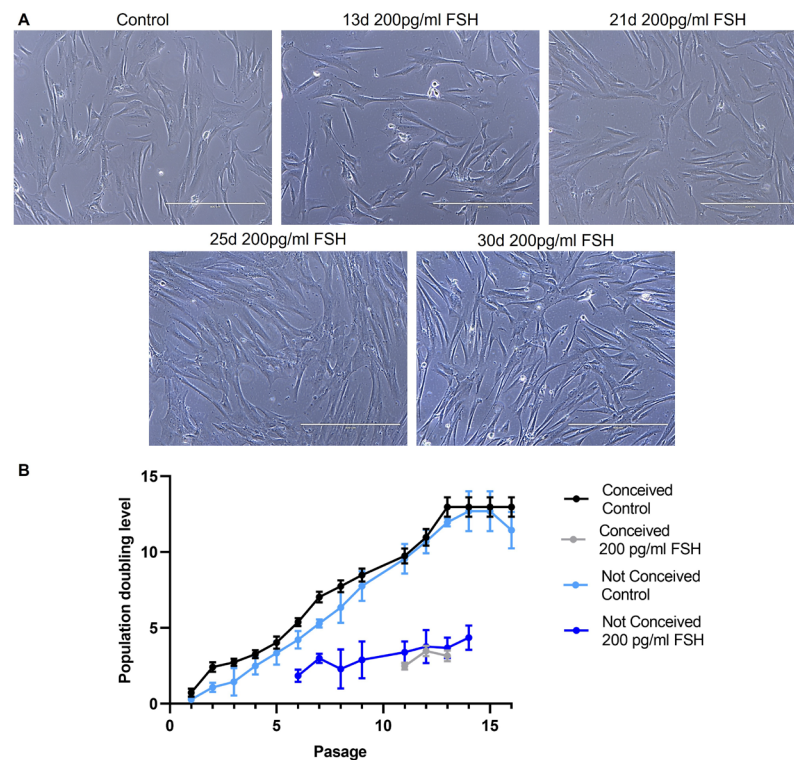 A
Control
13d 200pg/ml FSH
21d 200pg/ml FSH
25d 200pg/ml FSH
30d 200pg/ml FSH
B
15
10
5
0
0
5
10
15
Population doubling level
Pasage
Conceived
Control
Conceived
200 pg/ml FSH
Not Conceived
Control
Not Conceived
200 pg/ml FSH